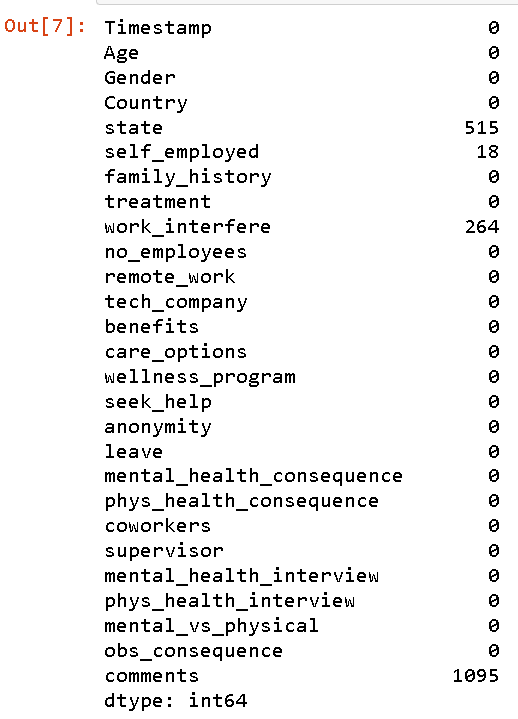 Out[7]: Timestamp 0
Age 0
Gender 0
Country 0
state 515
self_employed 18
family_history 0
treatment 0
work_interfere 264
no_employees 0
remote_work 0
tech_company 0
benefits 0
care_options 0
wellness_program 0
seek_help 0
anonymity 0
leave 0
mental_health_consequence 0
phys_health_consequence 0
coworkers 0
supervisor 0
mental_health_interview 0
phys_health_interview 0
mental_vs_physical 0
obs_consequence 0
comments 1095
dtype: int64